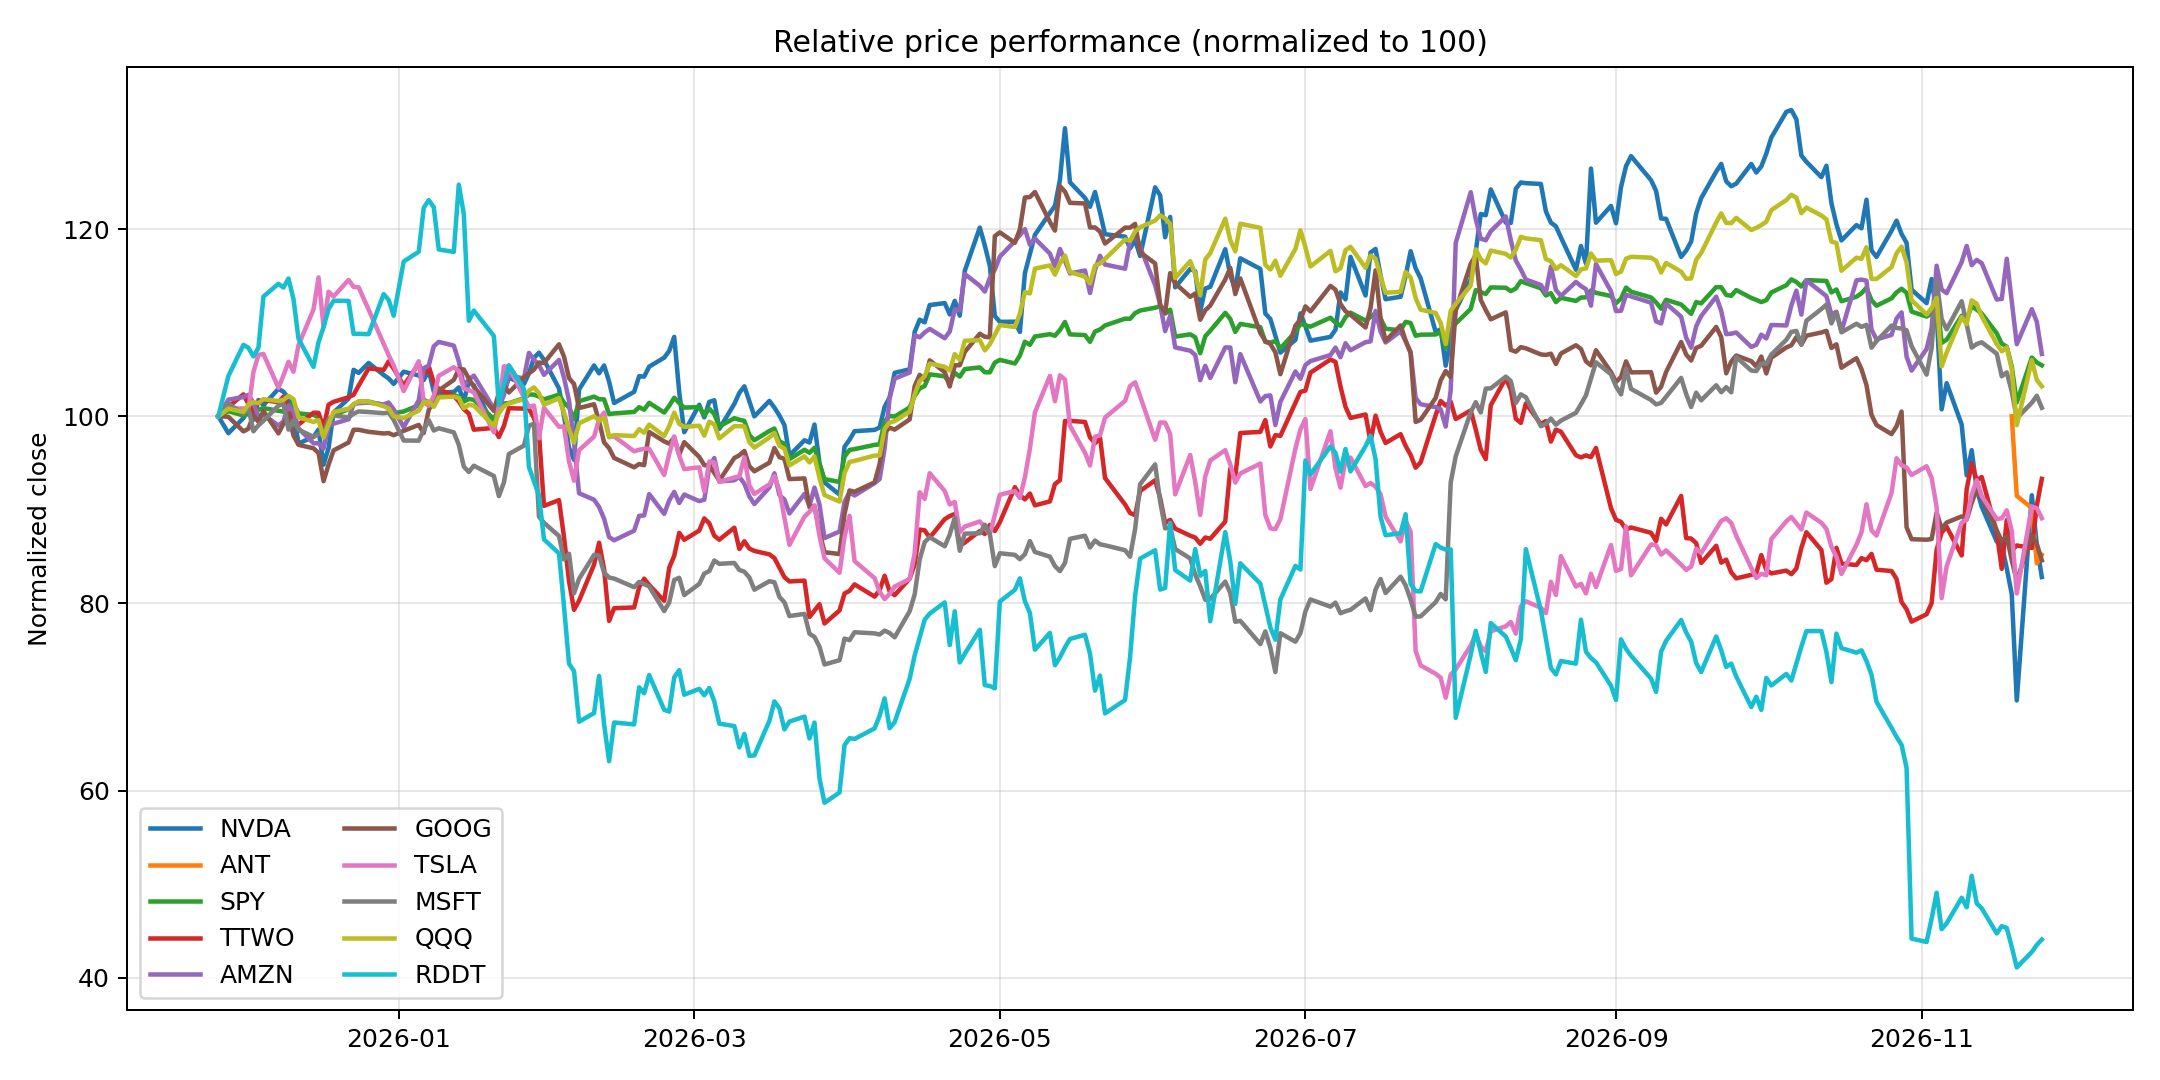 Relative price performance (normalized to 100)
Normalized close
120
100
80
60
40
NVDA
ANT
SPY
TTWO
AMZN
GOOG
TSLA
MSFT
QQQ
RDDT
2026-01
2026-03
2026-05
2026-07
2026-09
2026-11